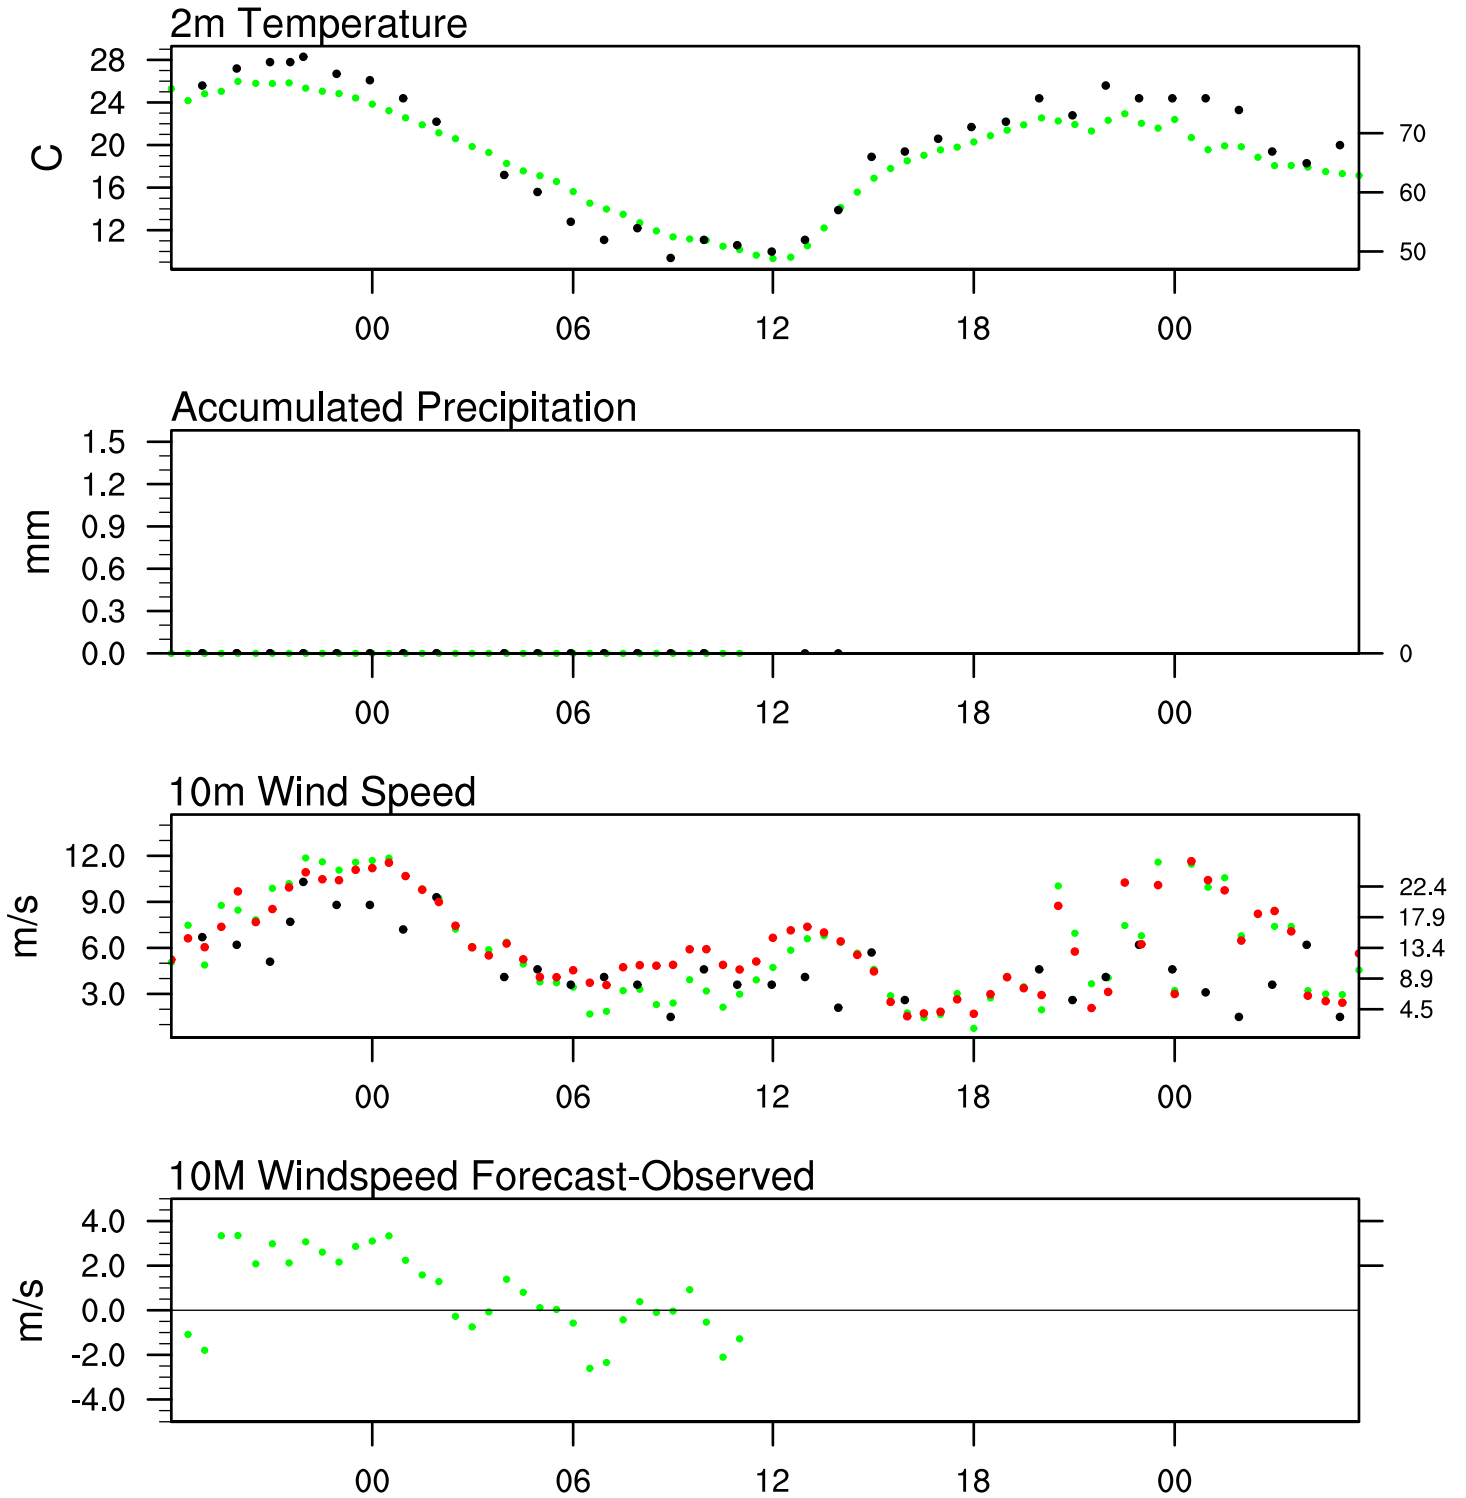 2m Temperature
28
24
20
16
12
C
70
60
50
00 06 12 18 00
Accumulated Precipitation
1.5
1.2
0.9
0.6
0.3
0.0
mm
0
00 06 12 18 00
10m Wind Speed
12.0
9.0
6.0
3.0
m/s
22.4
17.9
13.4
8.9
4.5
00 06 12 18 00
10M Windspeed Forecast-Observed
4.0
2.0
0.0
-2.0
-4.0
m/s
00 06 12 18 00